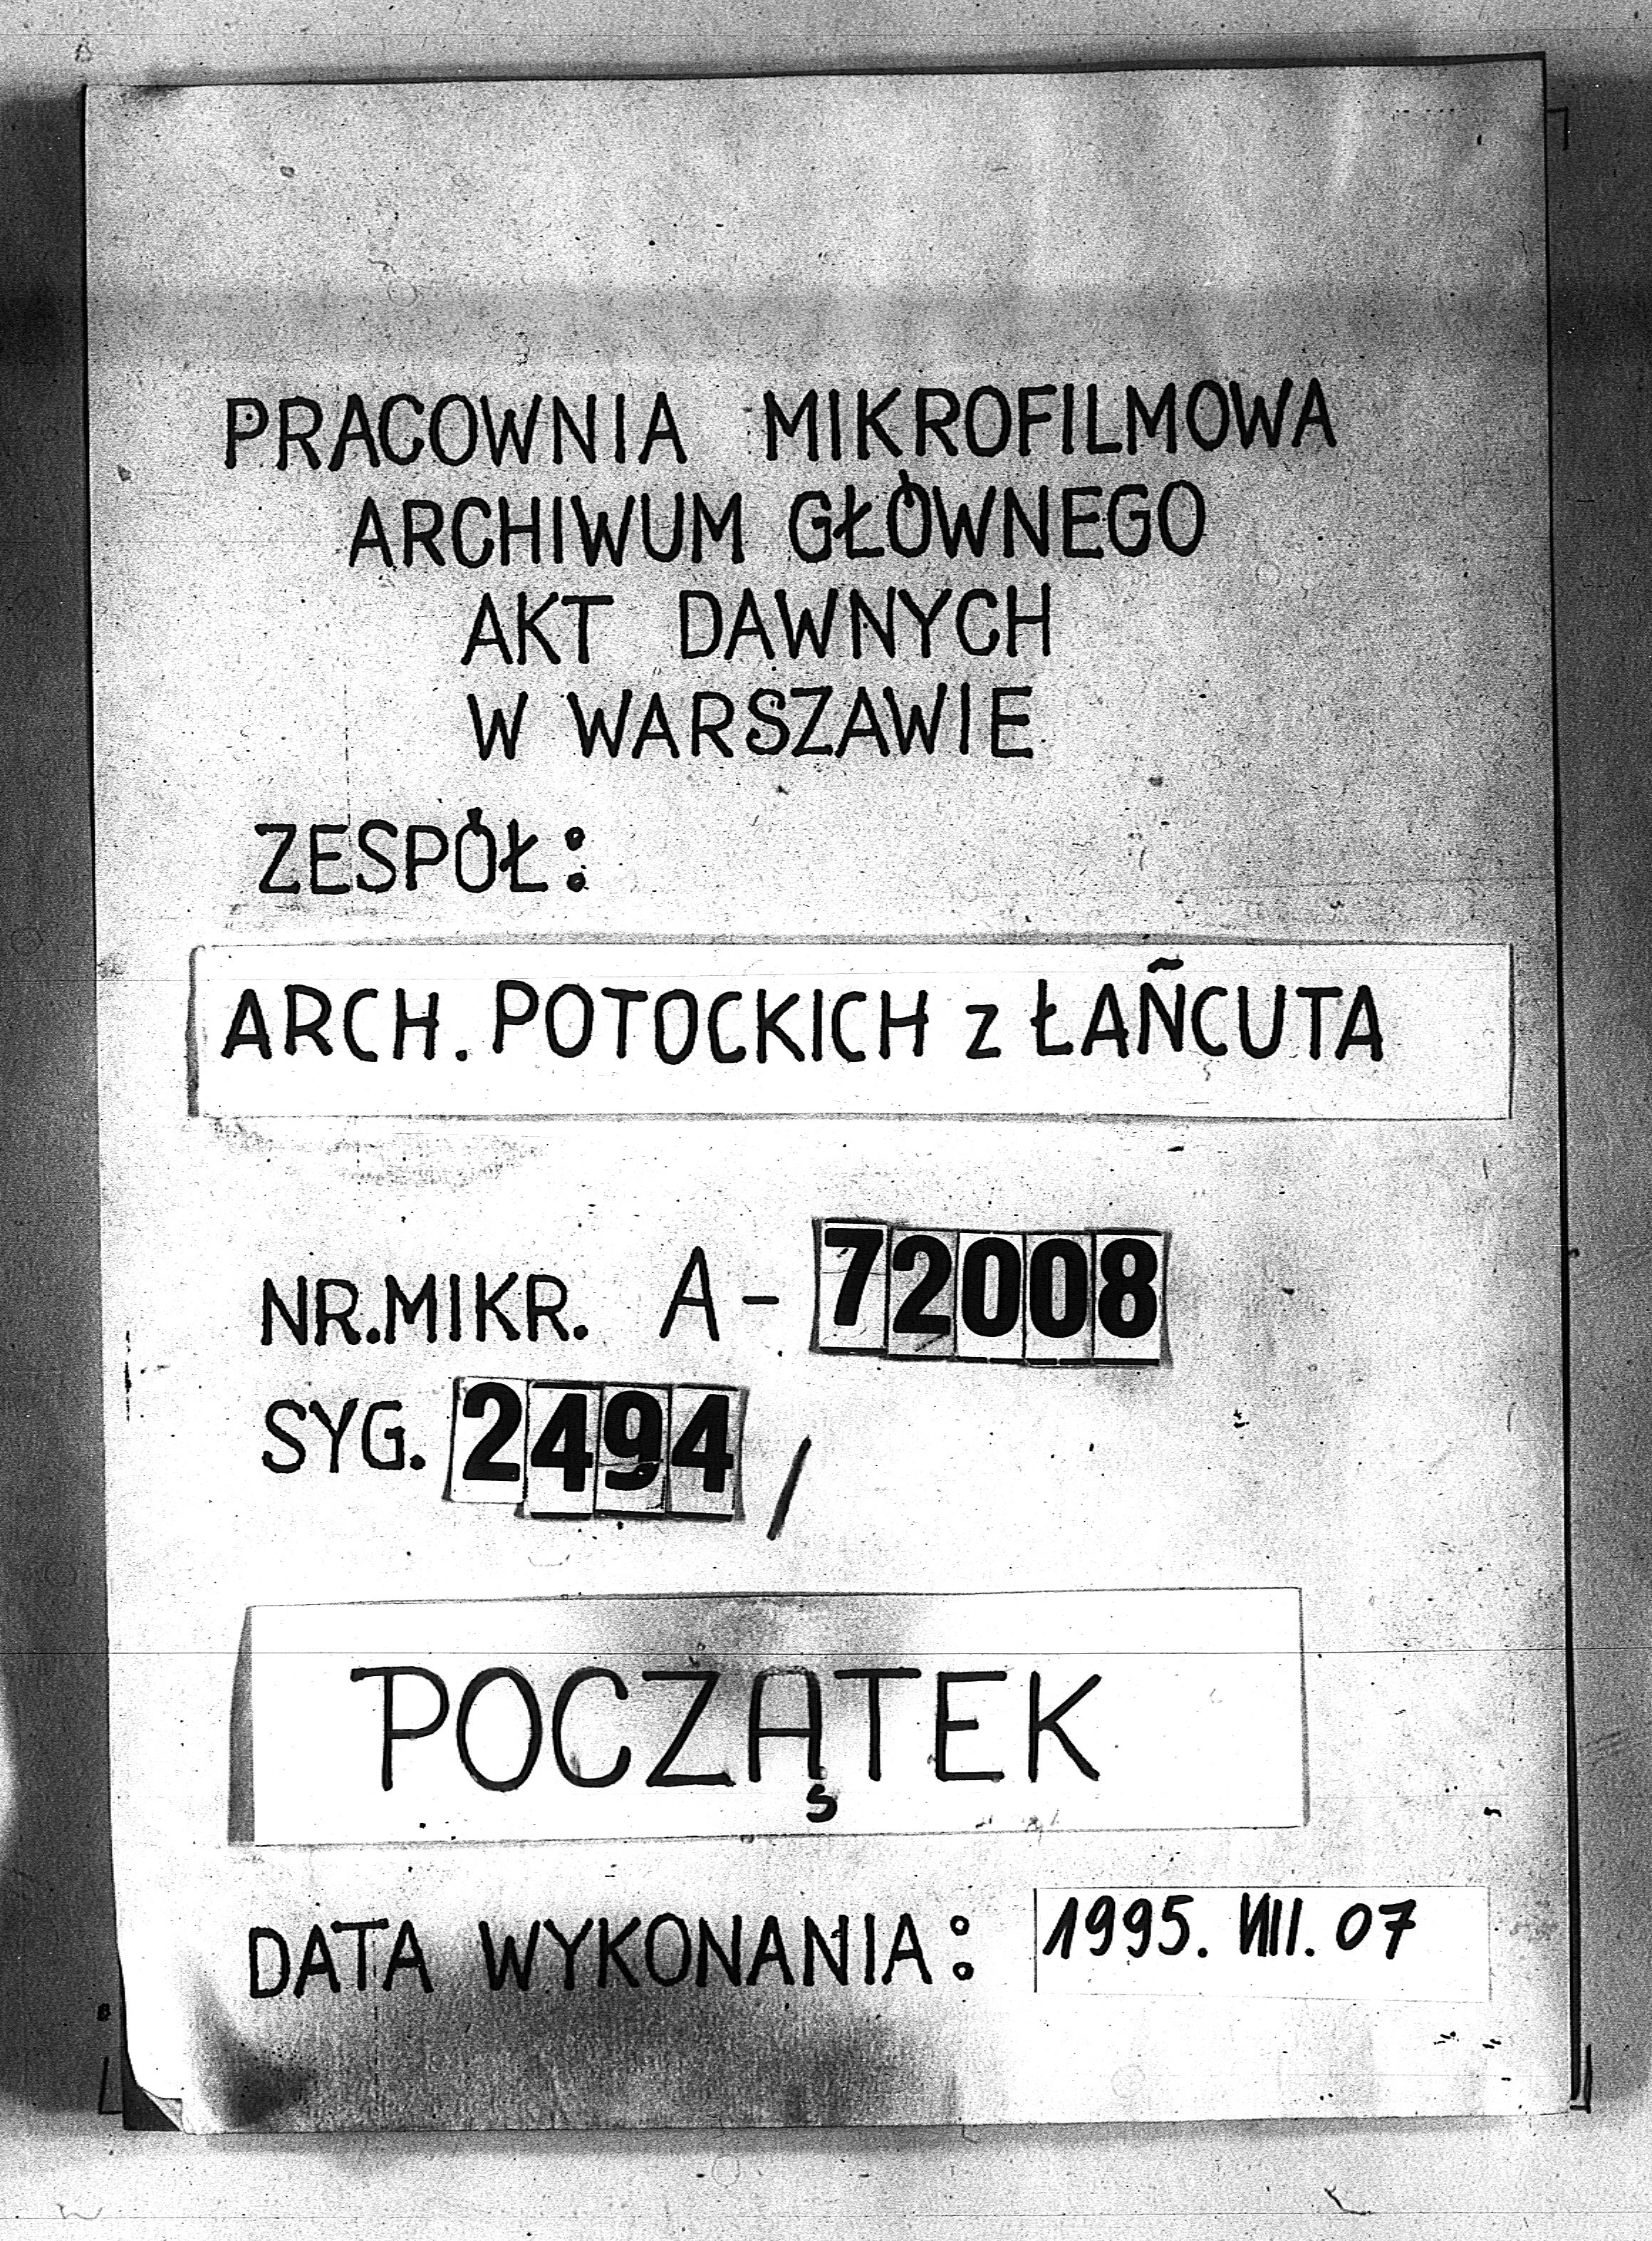 PRACOWNIA MIKROFILMOWA
ARCHIWUM GŁÓWNEGO
AKT DAWNYCH
W WARSZAWIE
ZESPÓŁ:
ARCH. POTOCKICH z ŁAŃCUTA
NR. MIKR. A-72008
SYG. 2494/
POCZĄTEK
DATA WYKONANIA: 1995. VIII. 07